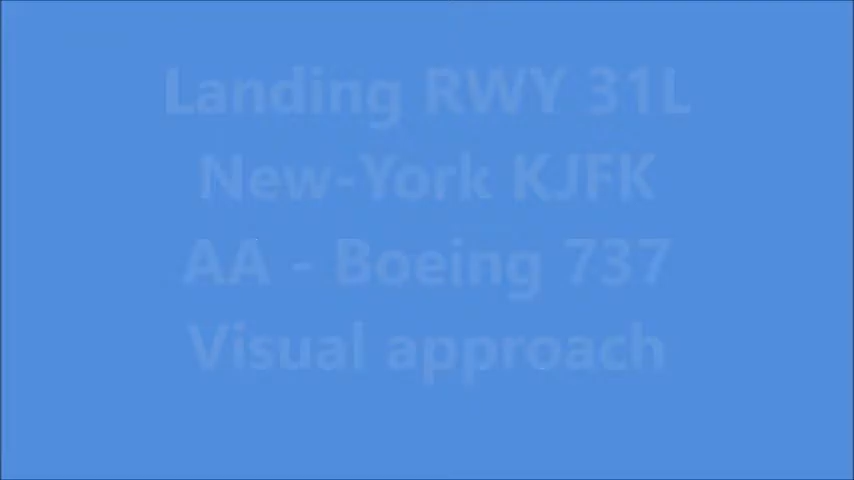 Landing RWY 31L
New-York KJFK
AA - Boeing 737
Visual approach